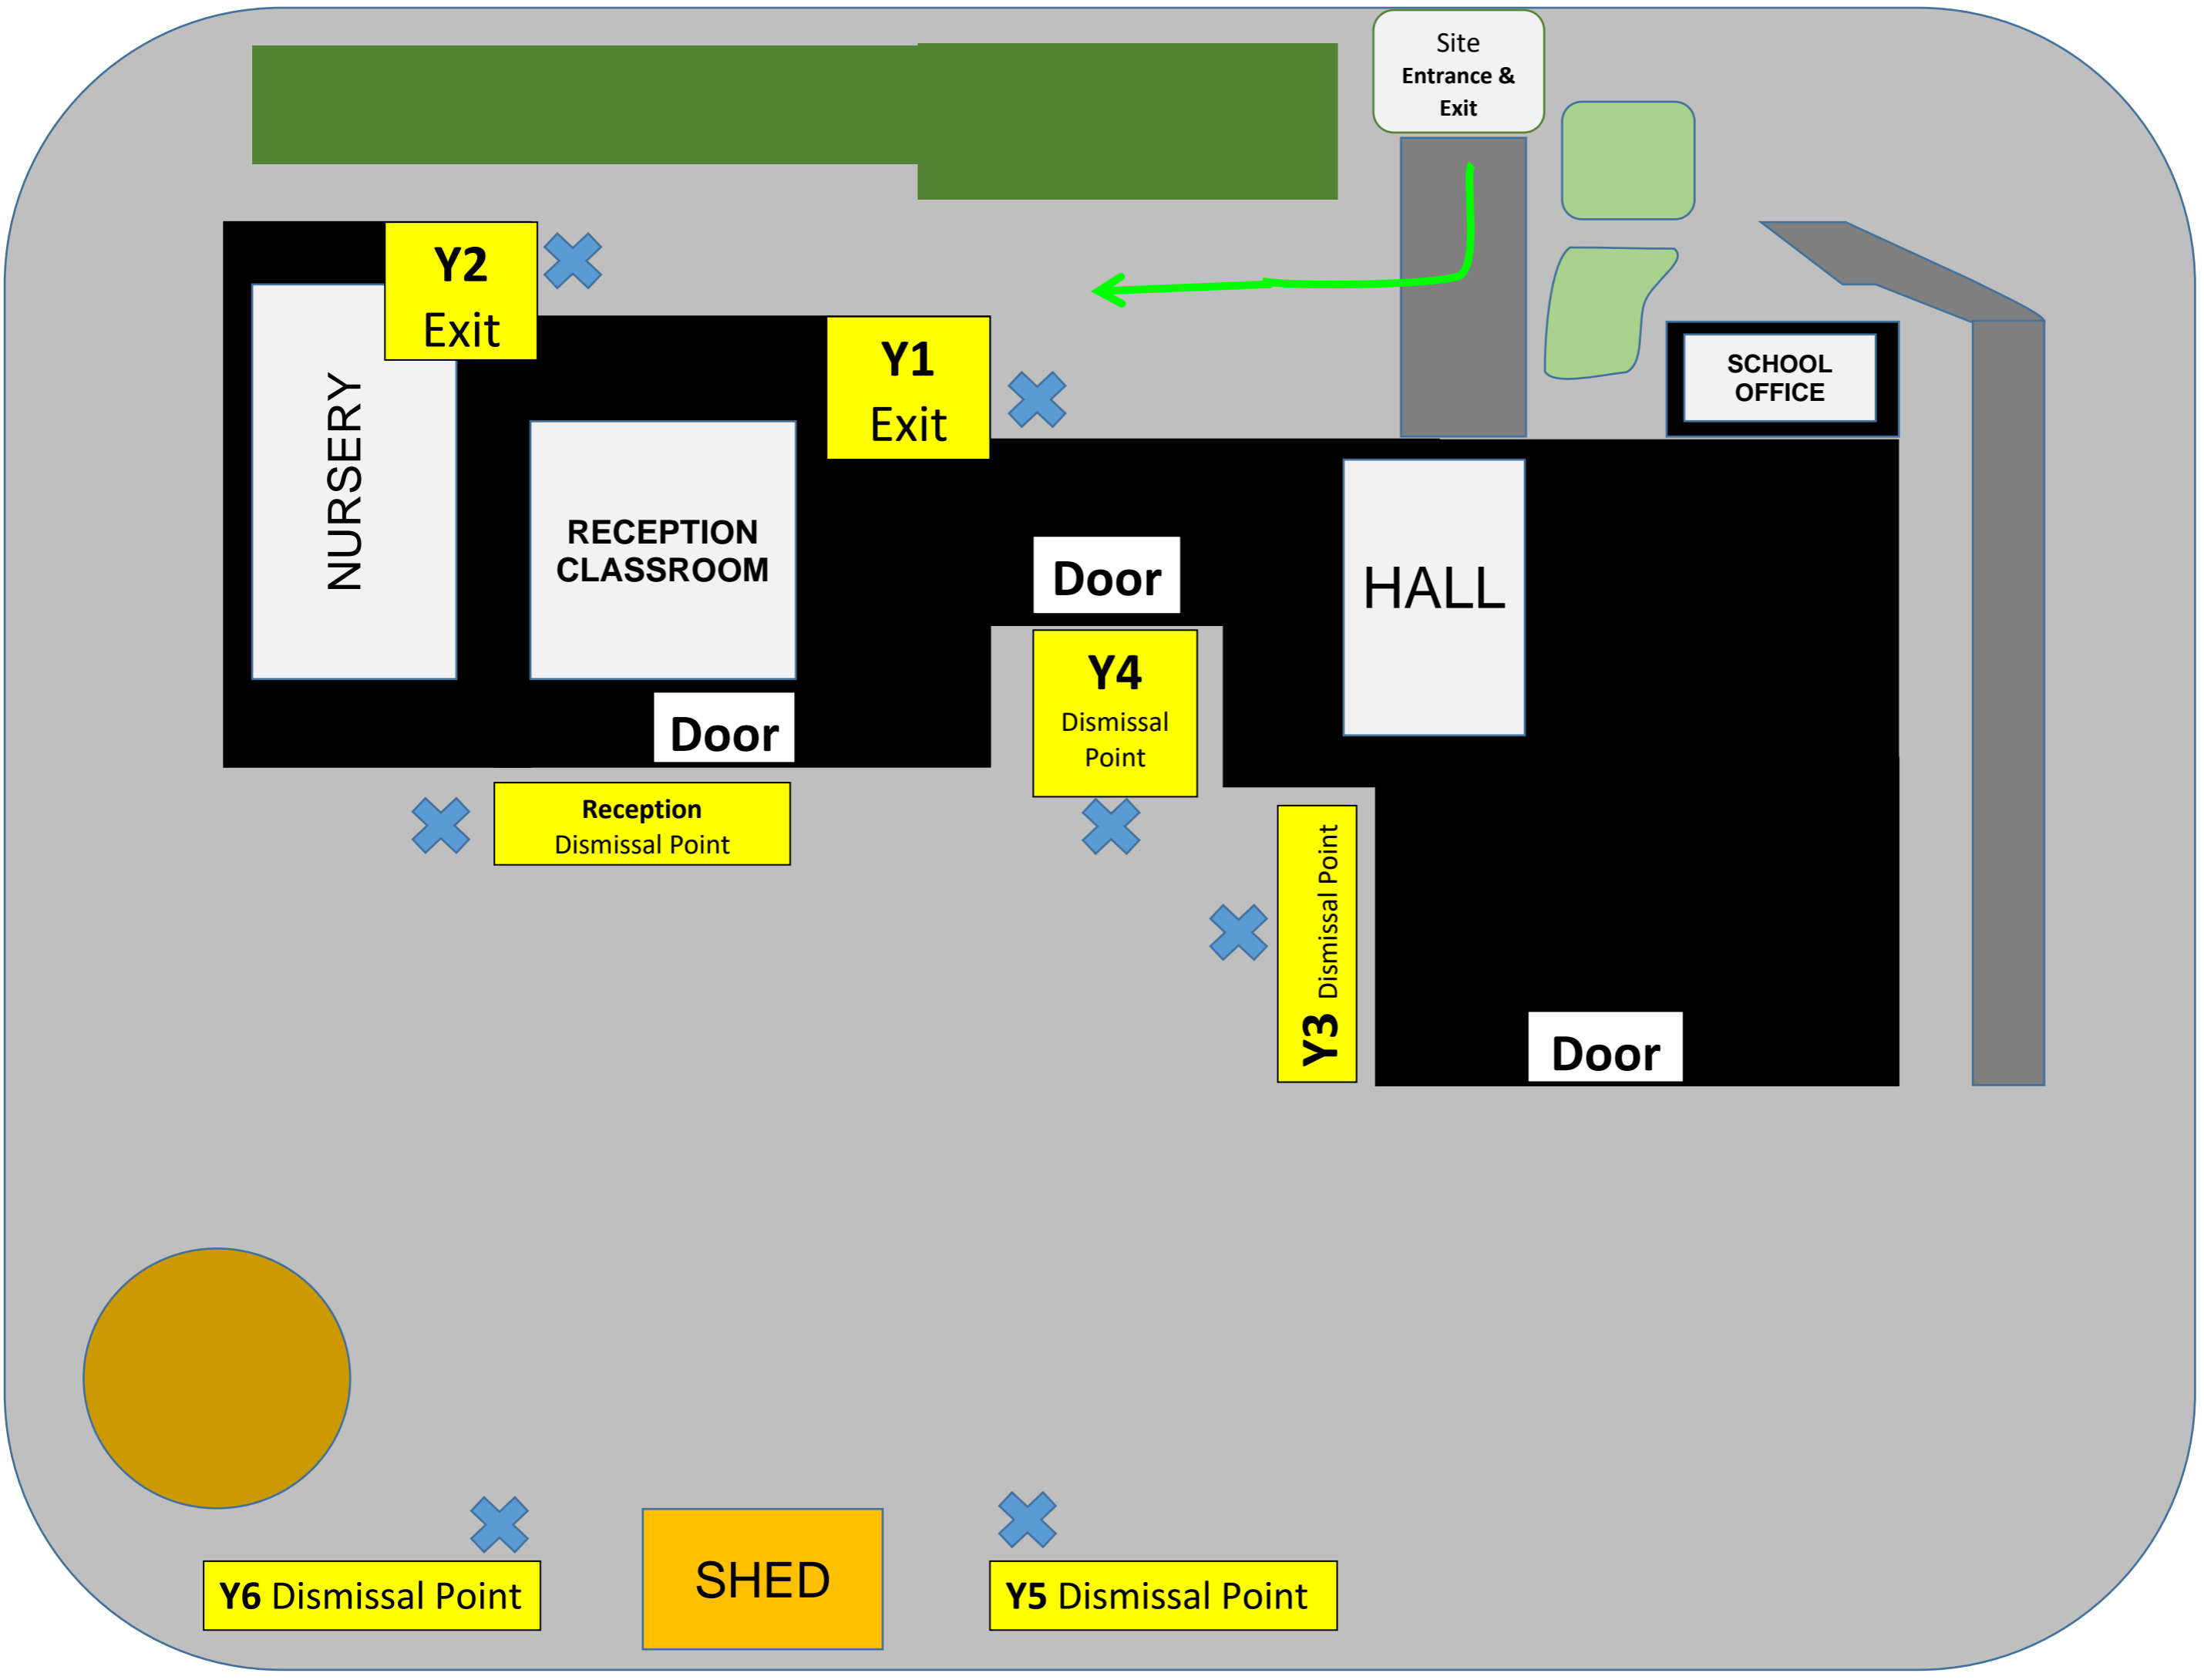 Site
Entrance &
Exit
Y2
Exit
Y1
Exit
SCHOOL
OFFICE
NURSERY
RECEPTION
CLASSROOM
Door
HALL
Y4
Dismissal
Point
Door
Reception
Dismissal Point
Y3 Dismissal Point
Door
Y6 Dismissal Point
SHED
Y5 Dismissal Point